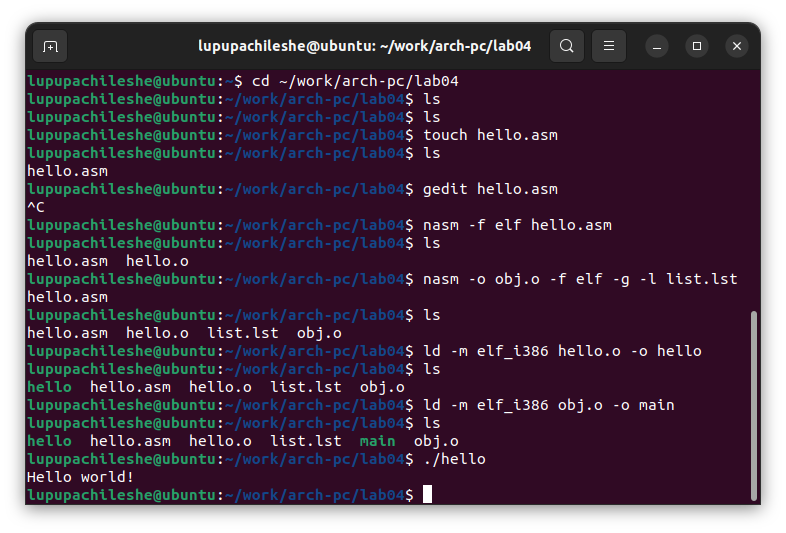 lupupachileshe@ubuntu: ~/work/arch-pc/lab04
lupupachileshe@ubuntu:~$ cd ~/work/arch-pc/lab04
lupupachileshe@ubuntu:~/work/arch-pc/lab04$ ls
lupupachileshe@ubuntu:~/work/arch-pc/lab04$ ls
lupupachileshe@ubuntu:~/work/arch-pc/lab04$ touch hello.asm
lupupachileshe@ubuntu:~/work/arch-pc/lab04$ ls
hello.asm
lupupachileshe@ubuntu:~/work/arch-pc/lab04$ gedit hello.asm
^C
lupupachileshe@ubuntu:~/work/arch-pc/lab04$ nasm -f elf hello.asm
lupupachileshe@ubuntu:~/work/arch-pc/lab04$ ls
hello.asm  hello.o
lupupachileshe@ubuntu:~/work/arch-pc/lab04$ nasm -o obj.o -f elf -g -l list.lst
hello.asm
lupupachileshe@ubuntu:~/work/arch-pc/lab04$ ls
hello.asm  hello.o  list.lst  obj.o
lupupachileshe@ubuntu:~/work/arch-pc/lab04$ ld -m elf_i386 hello.o -o hello
lupupachileshe@ubuntu:~/work/arch-pc/lab04$ ls
hello  hello.asm  hello.o  list.lst  obj.o
lupupachileshe@ubuntu:~/work/arch-pc/lab04$ ld -m elf_i386 obj.o -o main
lupupachileshe@ubuntu:~/work/arch-pc/lab04$ ls
hello  hello.asm  hello.o  list.lst  main  obj.o
lupupachileshe@ubuntu:~/work/arch-pc/lab04$ ./hello
Hello world!
lupupachileshe@ubuntu:~/work/arch-pc/lab04$